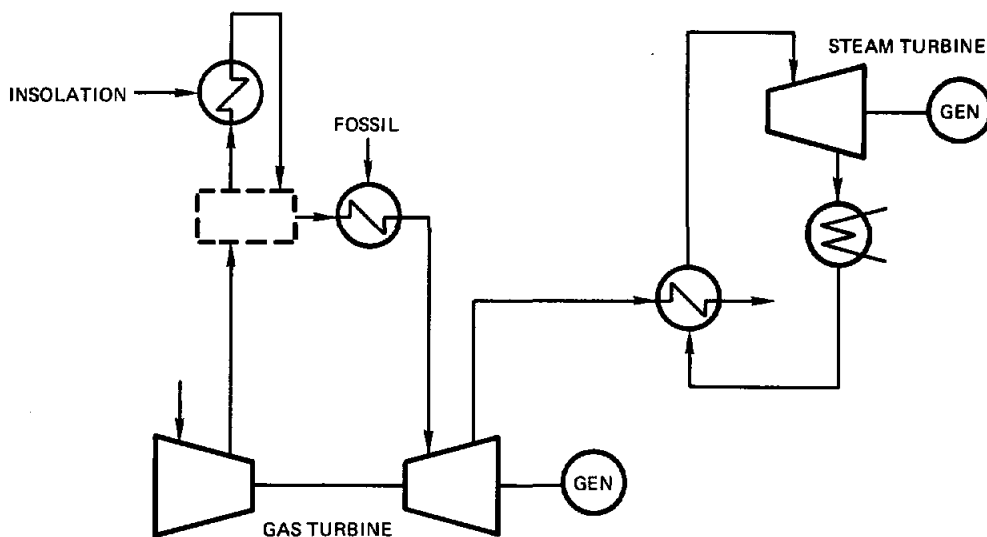 STEAM TURBINE
INSOLATION
GEN
FOSSIL
GEN
GAS TURBINE